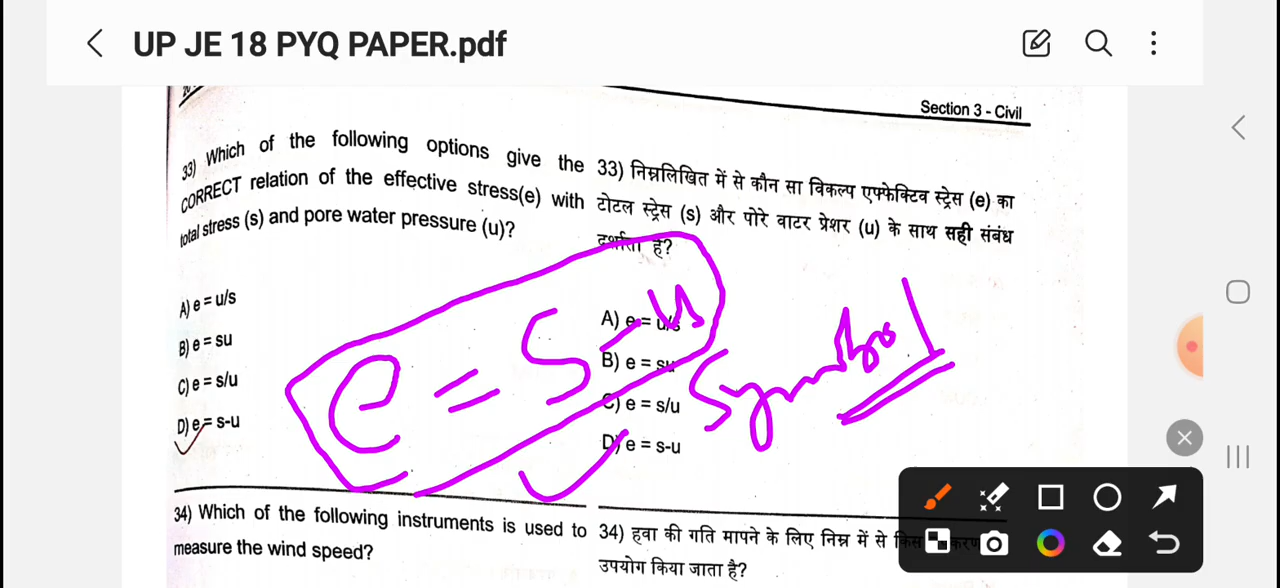 UP JE 18 PYQ PAPER.pdf
Section 3 - Civil
33) Which of the following options give the
CORRECT relation of the effective stress(e) with
total stress (s) and pore water pressure (u)?
A) e = u/s
B) e = su
C) e = s/u
D) e = s-u
33) निम्नलिखित में से कौन सा विकल्प एफेक्टिव स्ट्रेस (e) का
टोटल स्ट्रेस (s) और पोरे वाटर प्रेशर (u) के साथ सही संबंध
दर्शाता है?
A) e = u/s
B) e = su
C) e = s/u
D) e = s-u
e = s - u
Symbol
34) Which of the following instruments is used to
measure the wind speed?
34) हवा की गति मापने के लिए निम्न में से किस
उपयोग किया जाता है?